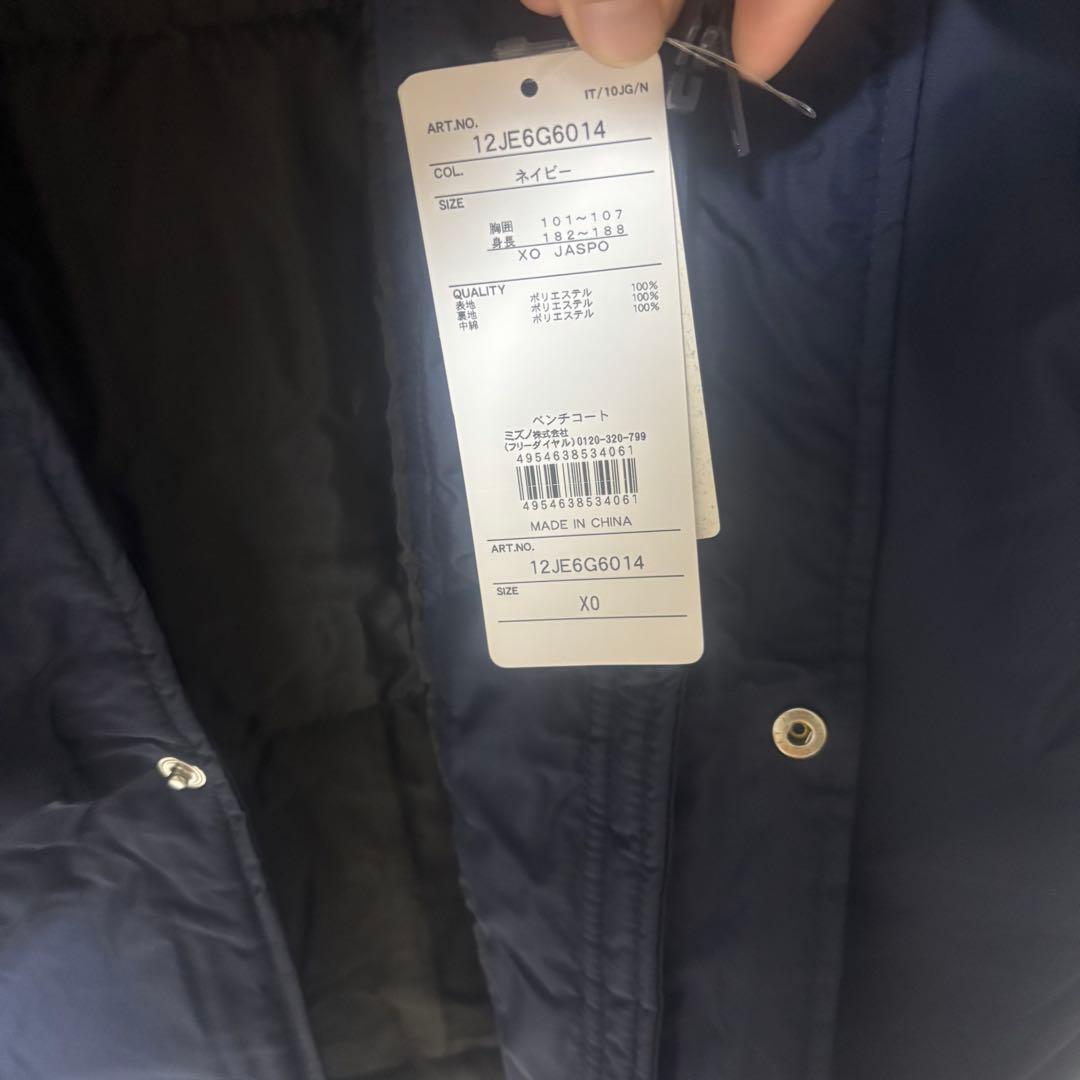 IT/10JG/N
ART.NO.
12JE6G6014
COL.
ネイビー
SIZE
胸囲 101~107
身長 182~188
XO JASPO
QUALITY
表地 ポリエステル 100%
裏地 ポリエステル 100%
中綿 ポリエステル 100%
ベンチコート
ミズノ株式会社
(フリーダイヤル)0120-320-799
4954638534061
4954638534061
MADE IN CHINA
ART.NO.
12JE6G6014
SIZE
XO